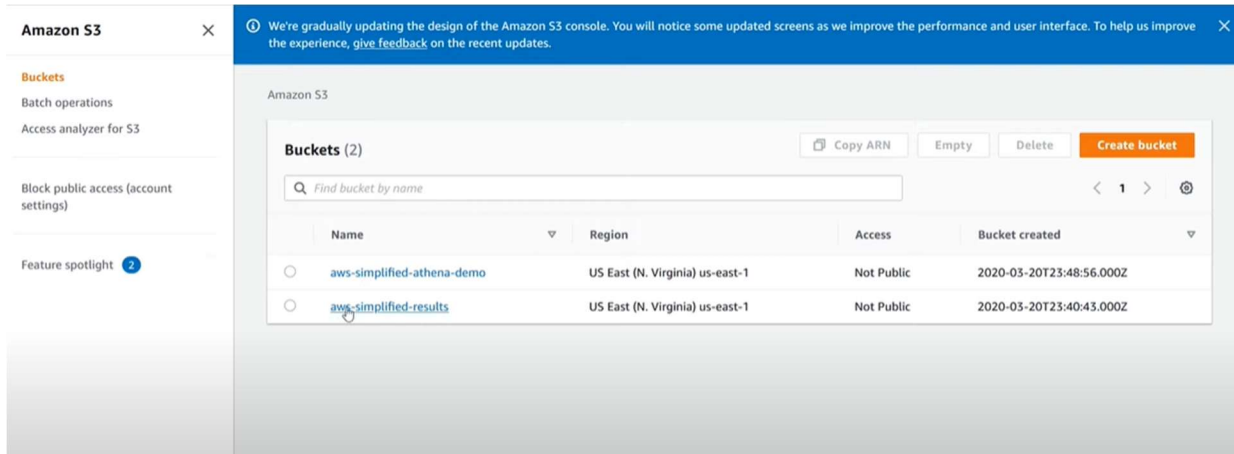 Amazon S3
Buckets
Batch operations
Access analyzer for S3
Block public access (account
settings)
Feature spotlight 2
We're gradually updating the design of the Amazon S3 console. You will notice some updated screens as we improve the performance and user interface. To help us improve
the experience, give feedback on the recent updates.
Amazon S3
Buckets (2)
Copy ARN Empty Delete Create bucket
Find bucket by name
1
Name Region Access Bucket created
aws-simplified-athena-demo US East (N. Virginia) us-east-1 Not Public 2020-03-20T23:48:56.000Z
aws-simplified-results US East (N. Virginia) us-east-1 Not Public 2020-03-20T23:40:43.000Z